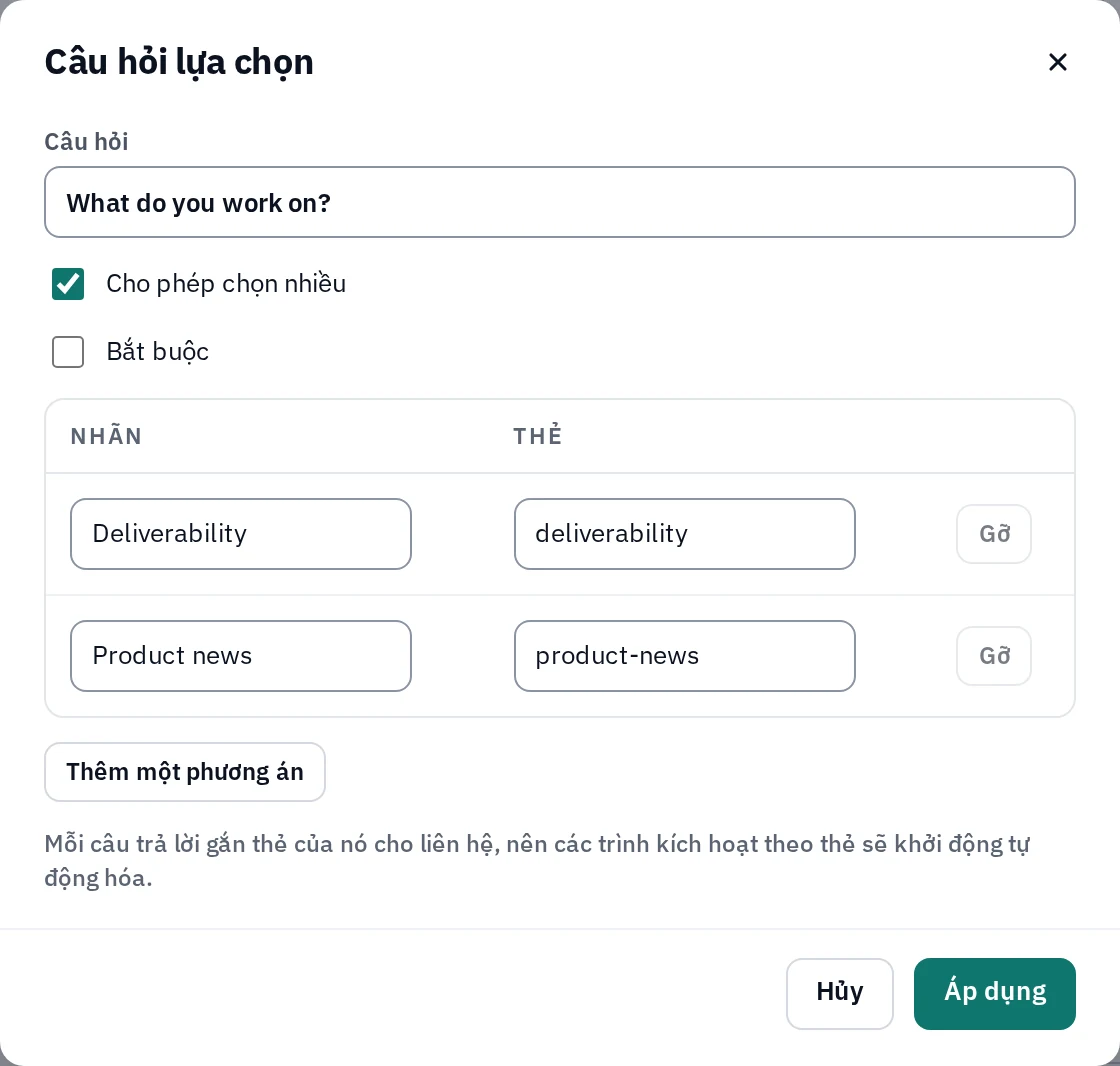 Câu hỏi lựa chọn
Câu hỏi
What do you work on?
Cho phép chọn nhiều
Bắt buộc
NHÃN THẺ
Deliverability deliverability Gỡ
Product news product-news Gỡ
Thêm một phương án
Mỗi câu trả lời gắn thẻ của nó cho liên hệ, nên các trình kích hoạt theo thẻ sẽ khởi động tự
động hóa.
Hủy Áp dụng